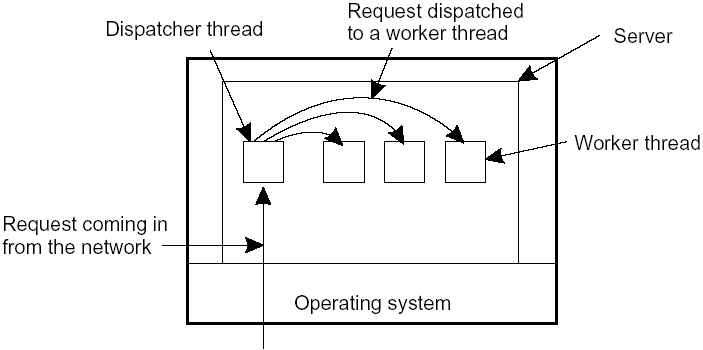 Request dispatched
to a worker thread
Dispatcher thread
Server
Worker thread
Request coming in
from the network
Operating system